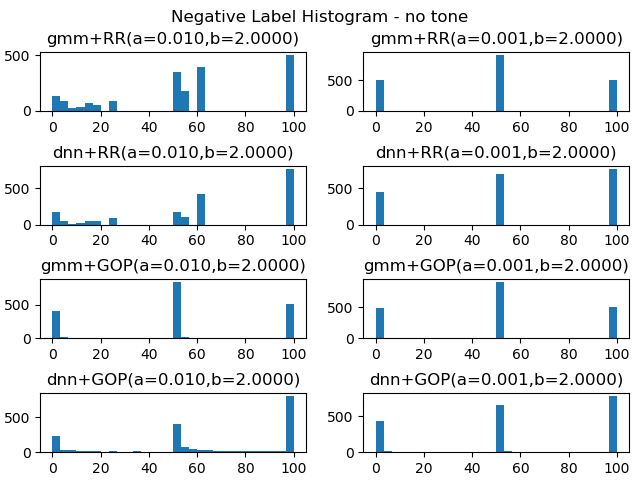 Negative Label Histogram - no tone
gmm+RR(a=0.010,b=2.0000)
500
0
0 20 40 60 80 100
gmm+RR(a=0.001,b=2.0000)
500
0
0 20 40 60 80 100
dnn+RR(a=0.010,b=2.0000)
500
0
0 20 40 60 80 100
dnn+RR(a=0.001,b=2.0000)
500
0
0 20 40 60 80 100
gmm+GOP(a=0.010,b=2.0000)
500
0
0 20 40 60 80 100
gmm+GOP(a=0.001,b=2.0000)
500
0
0 20 40 60 80 100
dnn+GOP(a=0.010,b=2.0000)
500
0
0 20 40 60 80 100
dnn+GOP(a=0.001,b=2.0000)
500
0
0 20 40 60 80 100